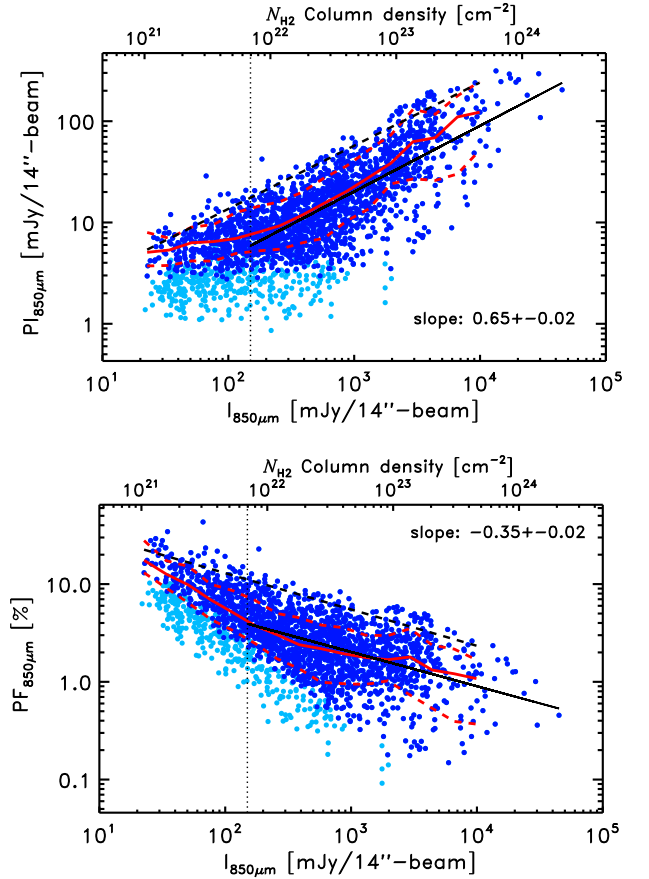 N_H2 Column density [cm^-2]
10^21 10^22 10^23 10^24
PI_850μm [mJy/14''-beam]
100
10
1
slope: 0.65+-0.02
10^1 10^2 10^3 10^4 10^5
I_850μm [mJy/14''-beam]
N_H2 Column density [cm^-2]
10^21 10^22 10^23 10^24
slope: -0.35+-0.02
PF_850μm [%]
10.0
1.0
0.1
10^1 10^2 10^3 10^4 10^5
I_850μm [mJy/14''-beam]